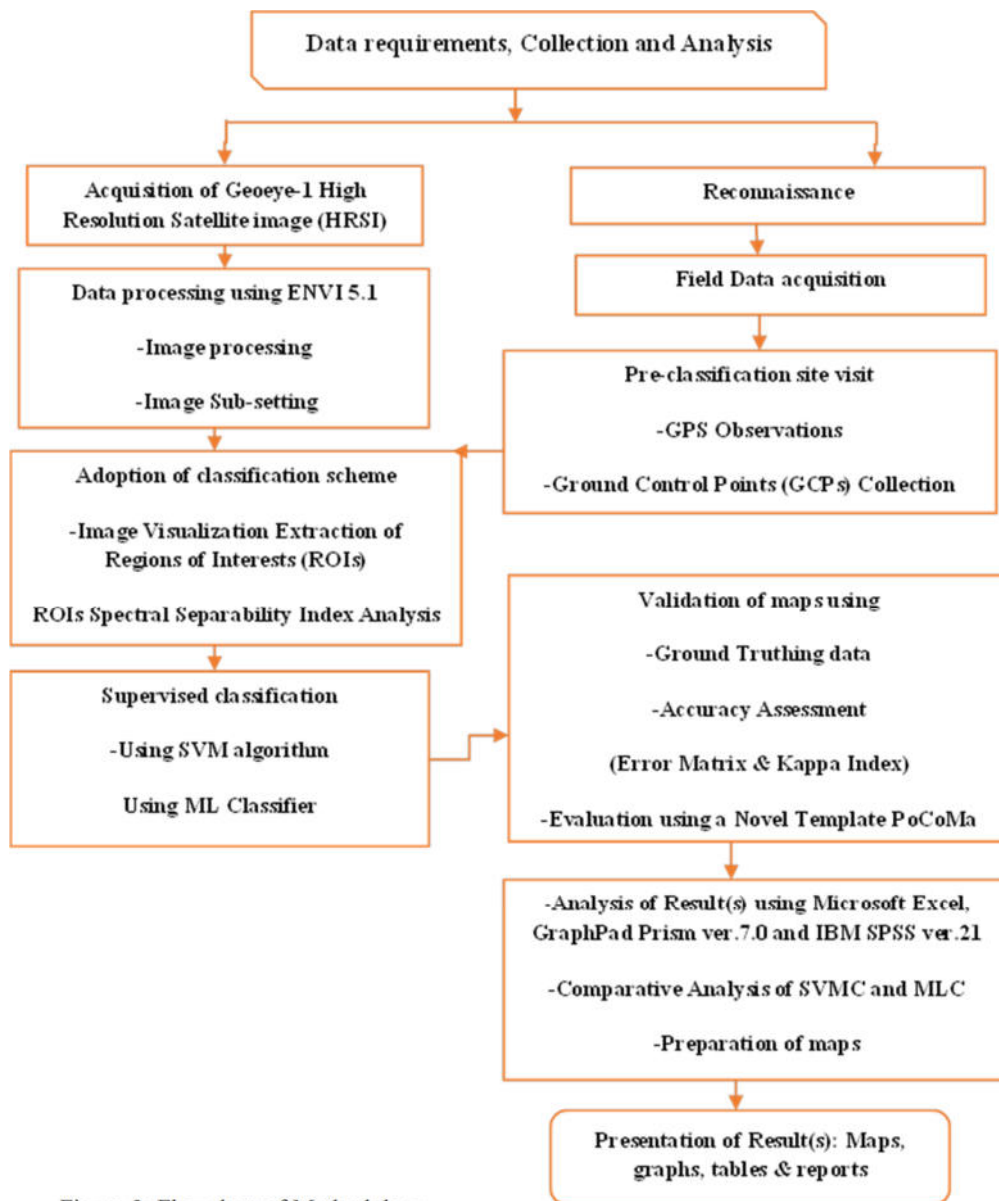 Data requirements, Collection and Analysis
Acquisition of Geoeye-1 High
Resolution Satellite image (HRSI)
Reconnaissance
Data processing using ENVI 5.1
-Image processing
-Image Sub-setting
Field Data acquisition
Pre-classification site visit
-GPS Observations
-Ground Control Points (GCPs) Collection
Adoption of classification scheme
-Image Visualization Extraction of
Regions of Interests (ROIs)
ROIs Spectral Separability Index Analysis
Supervised classification
-Using SVM algorithm
Using ML Classifier
Validation of maps using
-Ground Truthing data
-Accuracy Assessment
(Error Matrix & Kappa Index)
-Evaluation using a Novel Template PoCoMa
-Analysis of Result(s) using Microsoft Excel,
GraphPad Prism ver.7.0 and IBM SPSS ver.21
-Comparative Analysis of SVMC and MLC
-Preparation of maps
Presentation of Result(s): Maps,
graphs, tables & reports